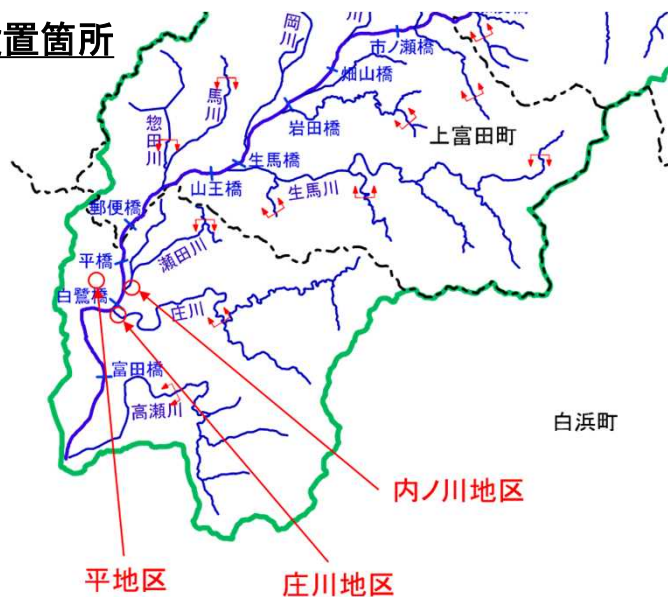 置箇所
岡川
市ノ瀬橋
畑山橋
馬川
岩田橋
上富田町
惣田川
生馬橋
山王橋
生馬川
郵便橋
瀬田川
平橋
白鷺橋
庄川
富田橋
高瀬川
白浜町
内ノ川地区
平地区
庄川地区